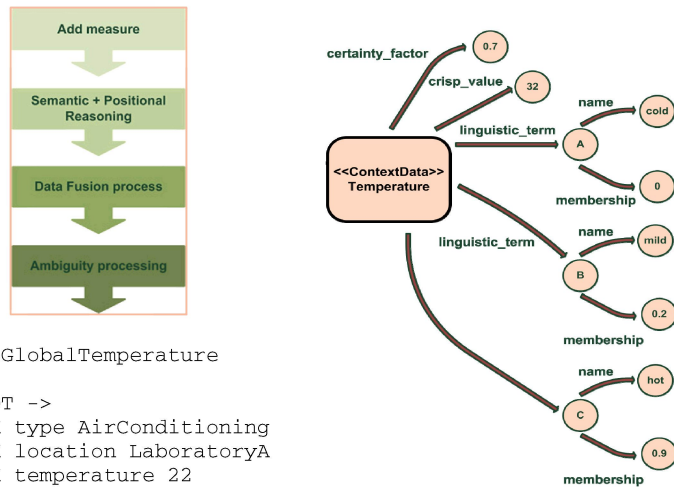 Add measure
Semantic + Positional
Reasoning
Data Fusion process
Ambiguity processing
GlobalTemperature
->
type AirConditioning
location LaboratoryA
temperature 22
certainty_factor
0.7
crisp_value
32
<<ContextData>>
Temperature
linguistic_term
A
name
cold
0
membership
linguistic_term
B
name
mild
0.2
membership
C
name
hot
0.9
membership